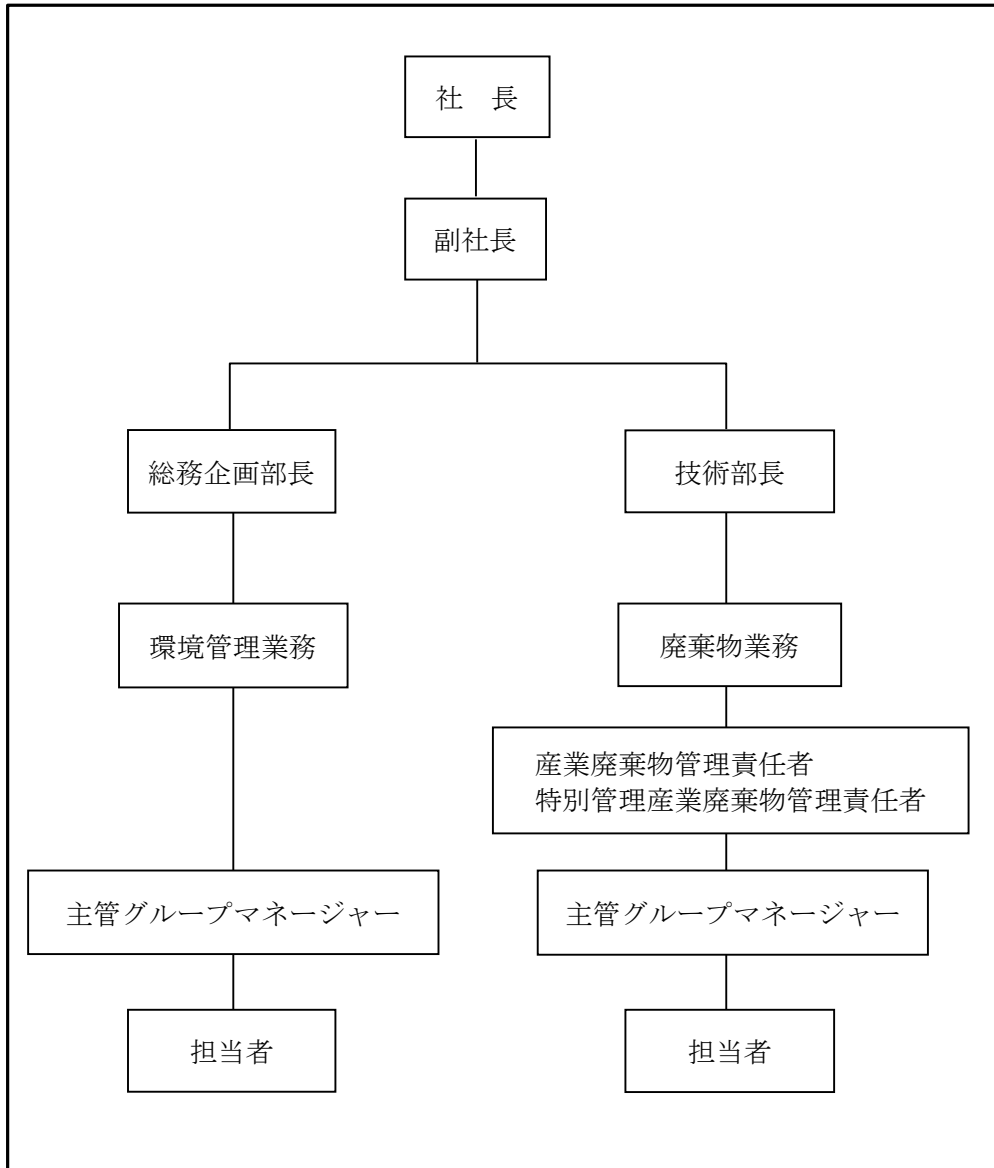 社　長
副社長
総務企画部長
技術部長
環境管理業務
廃棄物業務
産業廃棄物管理責任者
特別管理産業廃棄物管理責任者
主管グループマネージャー
主管グループマネージャー
担当者
担当者